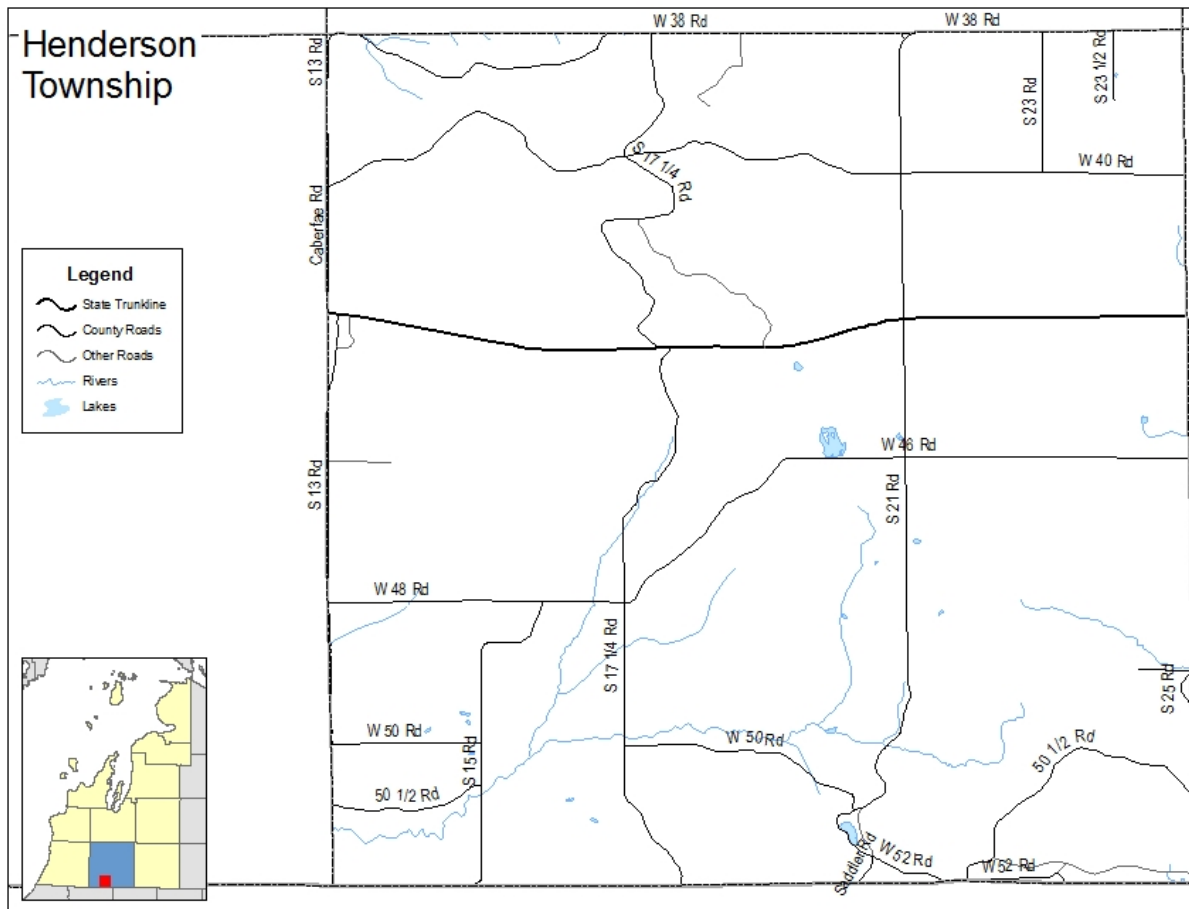 Henderson
Township
W 38 Rd
W 38 Rd
S 13 Rd
S 23 Rd
S 23 1/2 Rd
S 17 1/4 Rd
W 40 Rd
Caberfae Rd
Legend
State Trunkline
County Roads
Other Roads
Rivers
Lakes
W 46 Rd
S 13 Rd
S 21 Rd
W 48 Rd
S 17 1/4 Rd
S 25 Rd
W 50 Rd
W 50 Rd
S 15 Rd
50 1/2 Rd
50 1/2 Rd
Saddler Rd
W 52 Rd
W 52 Rd